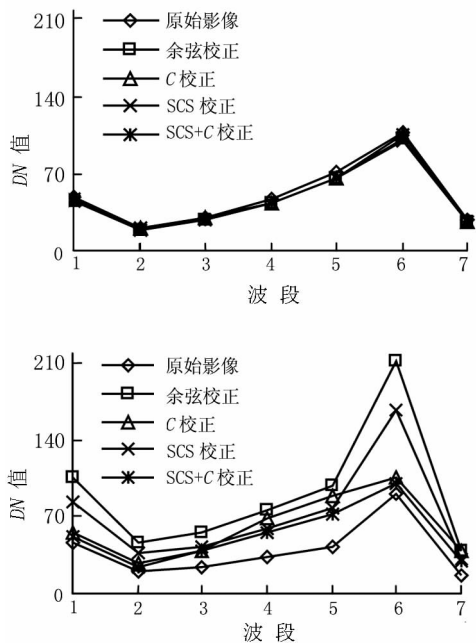 210
140
70
0
DN 值
原始影像
余弦校正
C 校正
SCS 校正
SCS+C 校正
1 2 3 4 5 6 7
波 段
210
140
70
0
DN 值
原始影像
余弦校正
C 校正
SCS 校正
SCS+C 校正
1 2 3 4 5 6 7
波 段